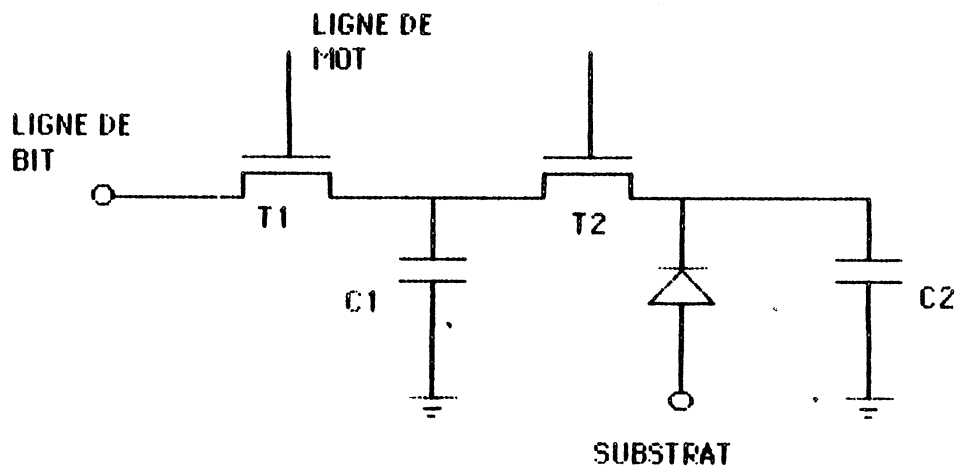 LIGNE DE
MOT
LIGNE DE
BIT
T1
T2
C1
C2
SUBSTRAT